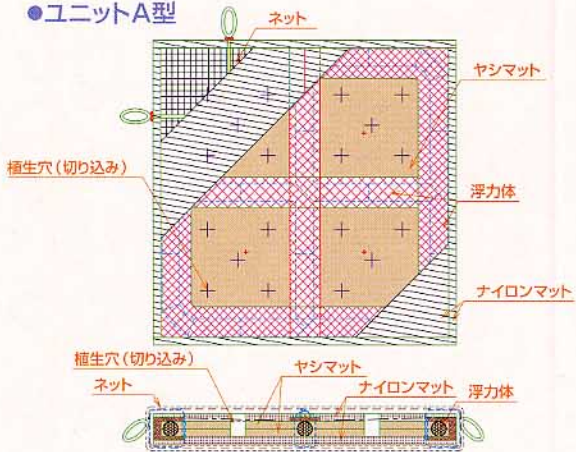 ●ユニットA型
ネット
ヤシマット
植生穴(切り込み)
浮力体
ナイロンマット
植生穴(切り込み)
ヤシマット
ネット
ナイロンマット
浮力体